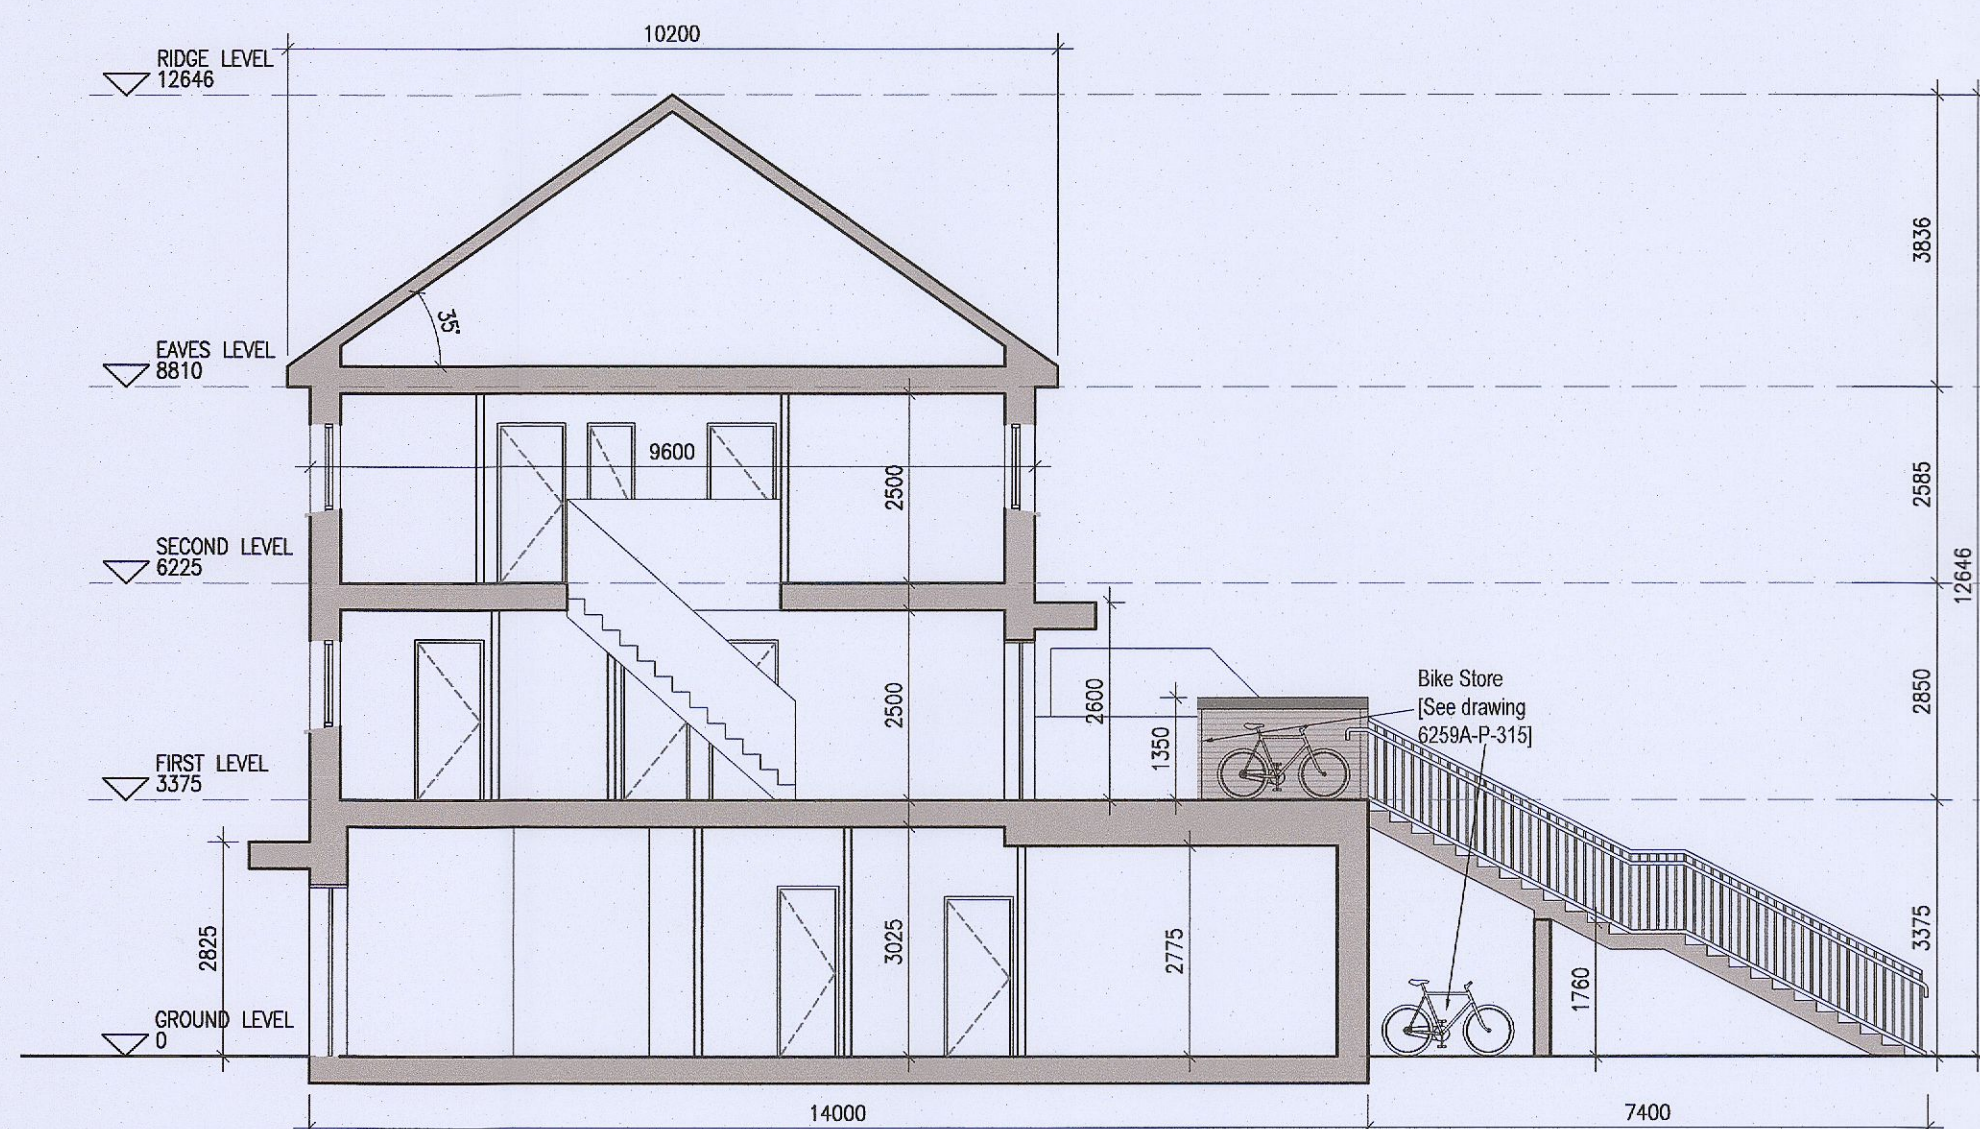 10200
RIDGE LEVEL
12646
3836
35°
EAVES LEVEL
8810
9600
2500
2585
SECOND LEVEL
6225
12646
2600
2500
2850
Bike Store
[See drawing
6259A-P-315]
1350
FIRST LEVEL
3375
2825
3025
2775
1760
3375
GROUND LEVEL
0
14000
7400